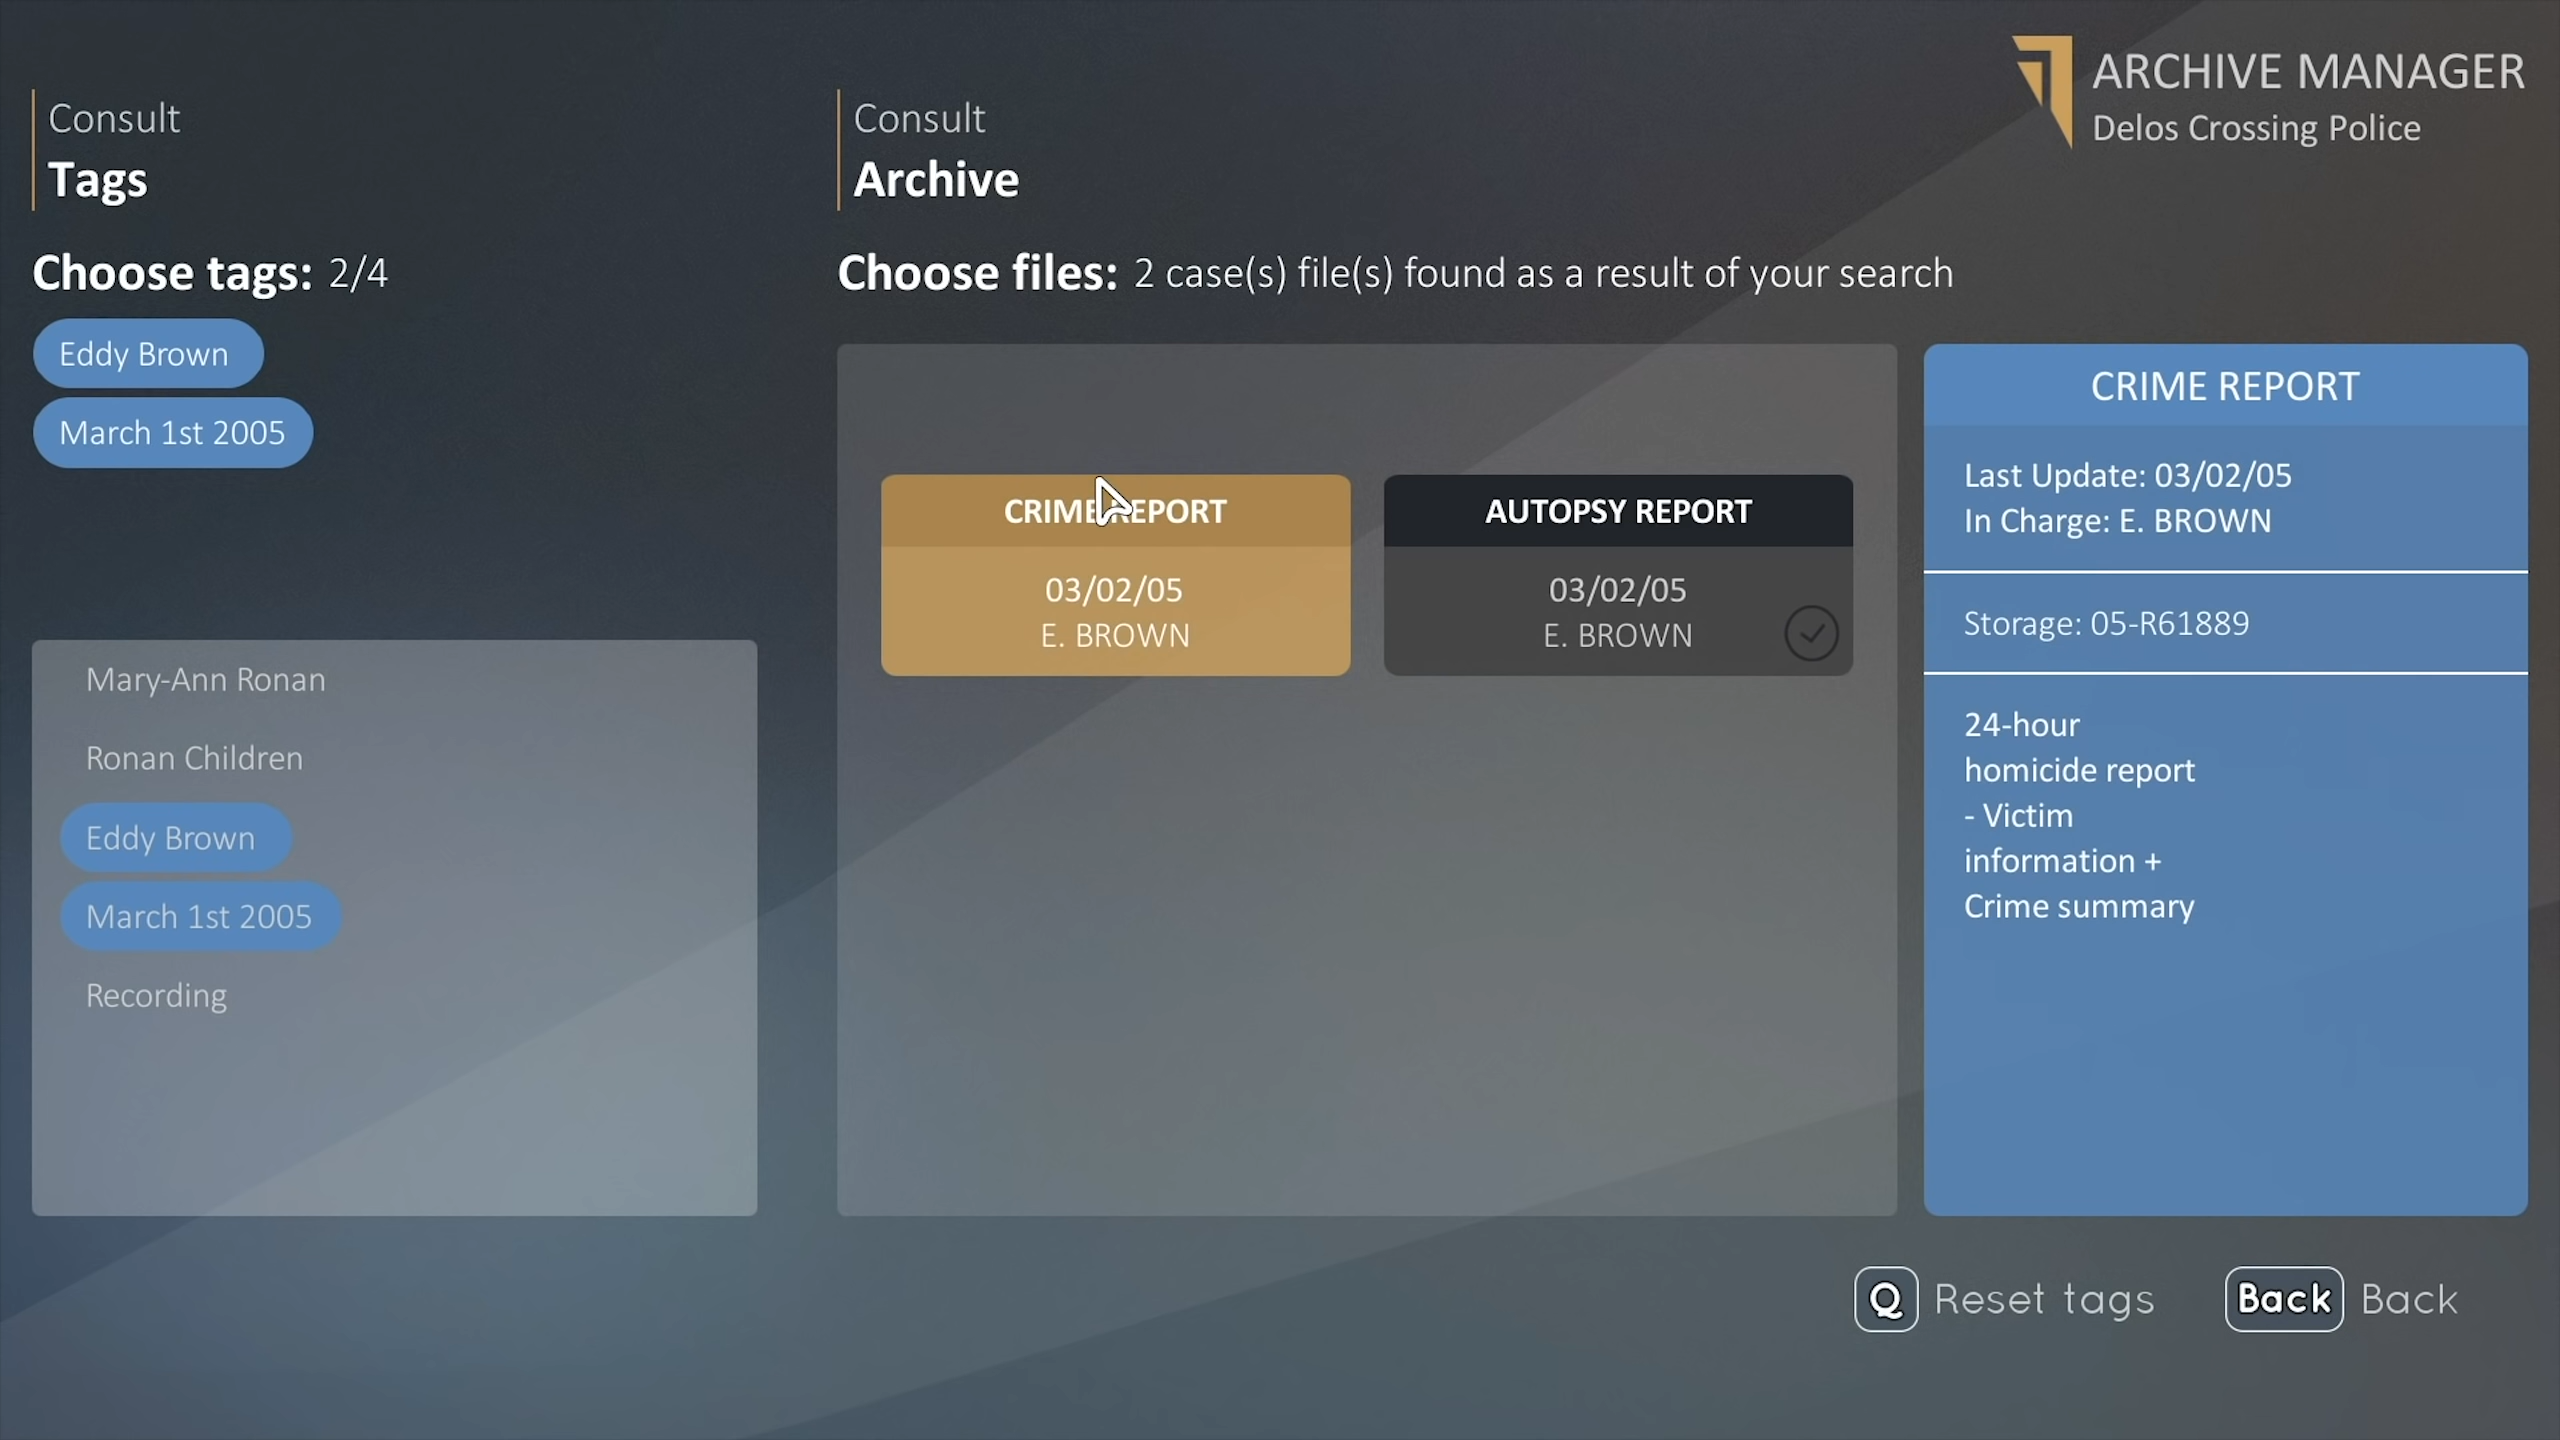 ARCHIVE MANAGER
Delos Crossing Police
Consult
Tags
Choose tags: 2/4
Eddy Brown
March 1st 2005
Mary-Ann Ronan
Ronan Children
Eddy Brown
March 1st 2005
Recording
Consult
Archive
Choose files: 2 case(s) file(s) found as a result of your search
CRIME REPORT
03/02/05
E. BROWN
AUTOPSY REPORT
03/02/05
E. BROWN
CRIME REPORT
Last Update: 03/02/05
In Charge: E. BROWN
Storage: 05-R61889
24-hour
homicide report
- Victim
information +
Crime summary
Q Reset tags
Back Back